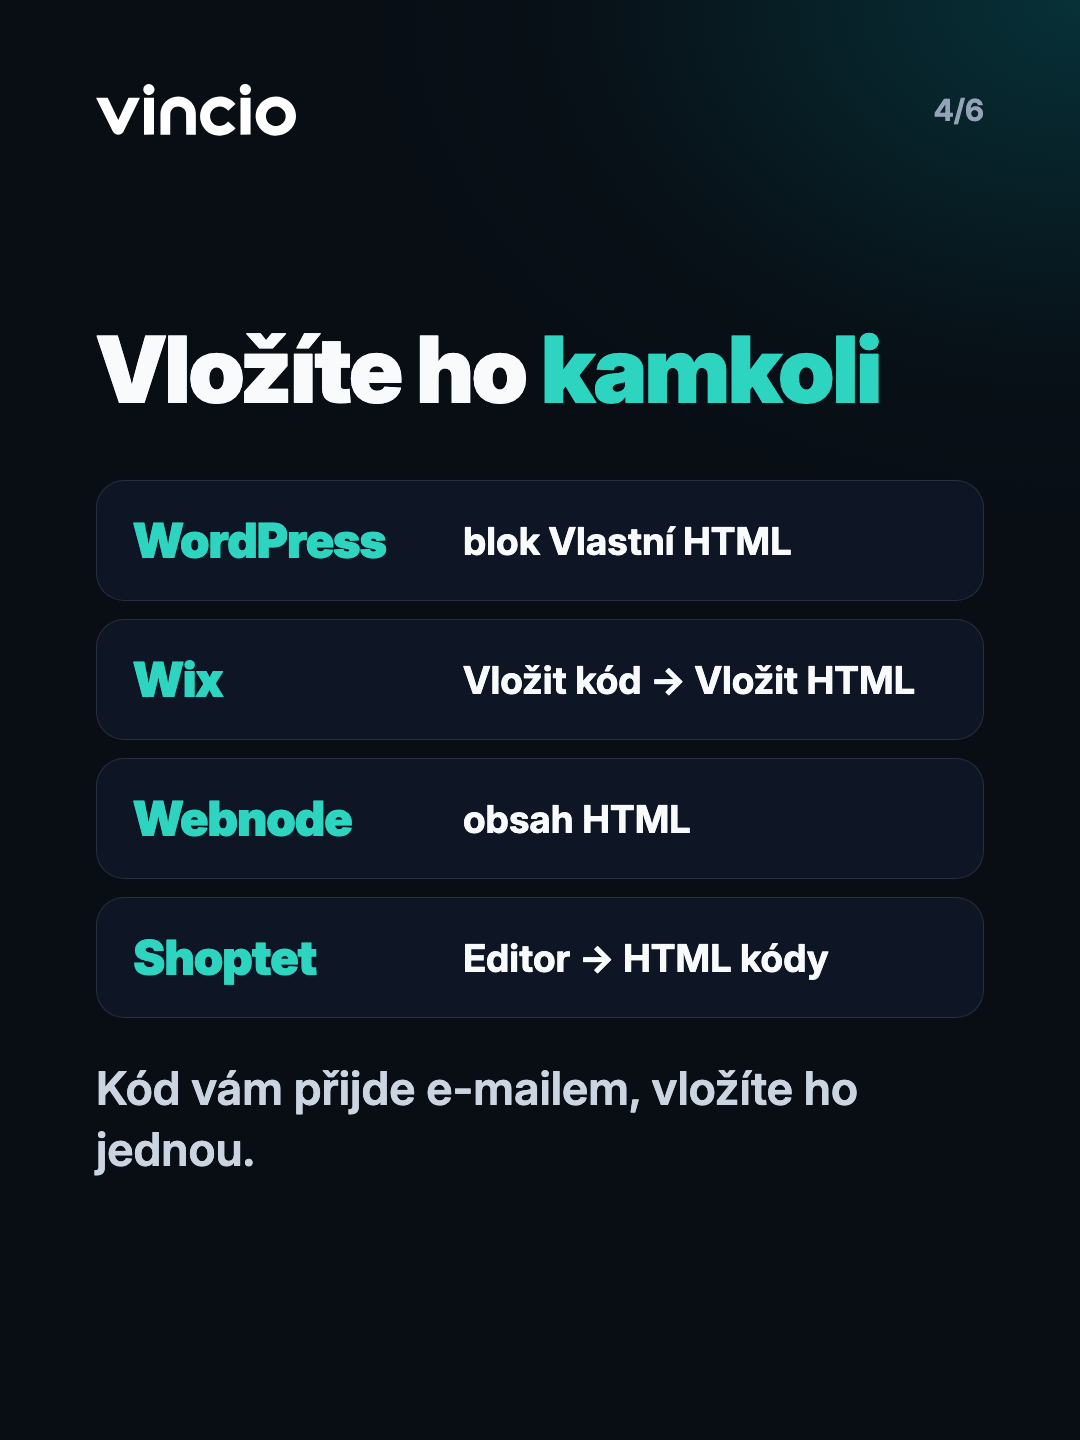 vincio
4/6
Vložíte ho kamkoli
WordPress blok Vlastní HTML
Wix Vložit kód → Vložit HTML
Webnode obsah HTML
Shoptet Editor → HTML kódy
Kód vám přijde e-mailem, vložíte ho
jednou.